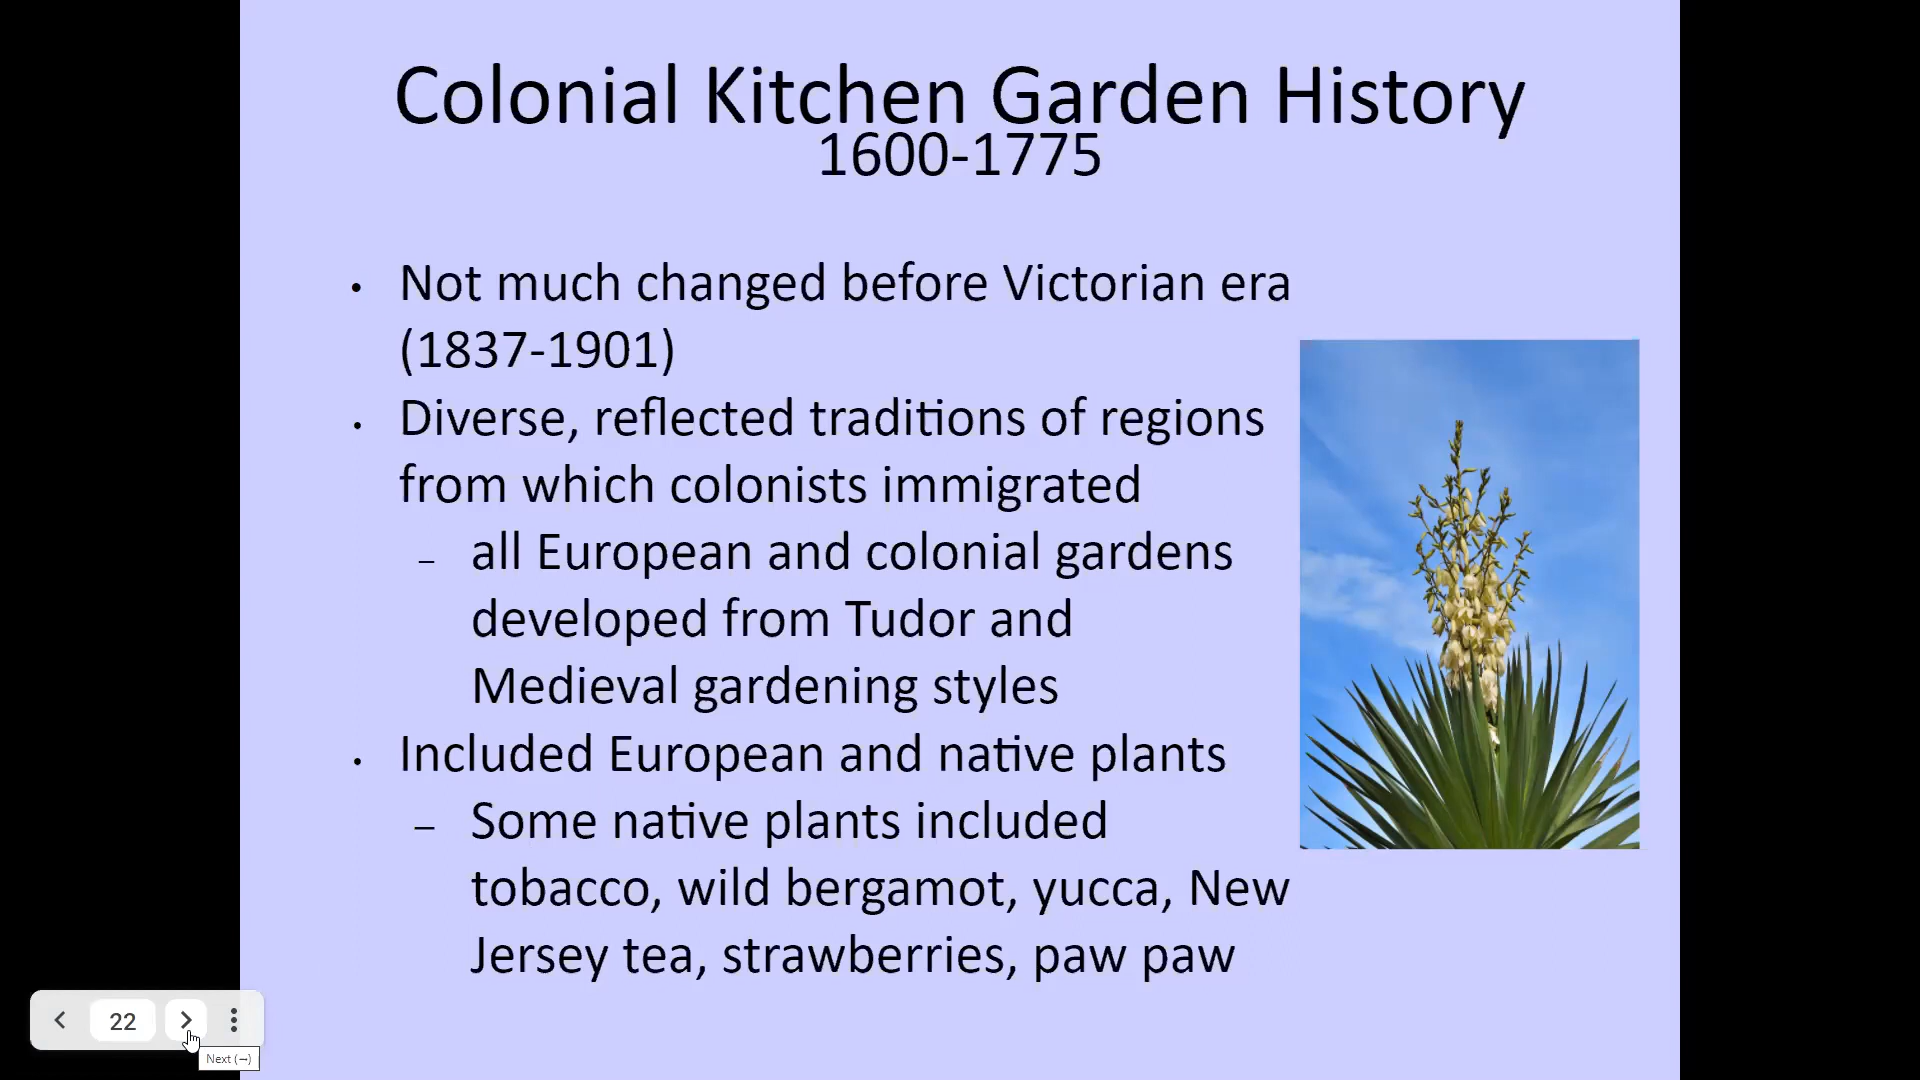 Colonial Kitchen Garden History
1600-1775
• Not much changed before Victorian era
(1837-1901)
• Diverse, reflected traditions of regions
from which colonists immigrated
– all European and colonial gardens
developed from Tudor and
Medieval gardening styles
• Included European and native plants
– Some native plants included
tobacco, wild bergamot, yucca, New
Jersey tea, strawberries, paw paw
22
Next (→)